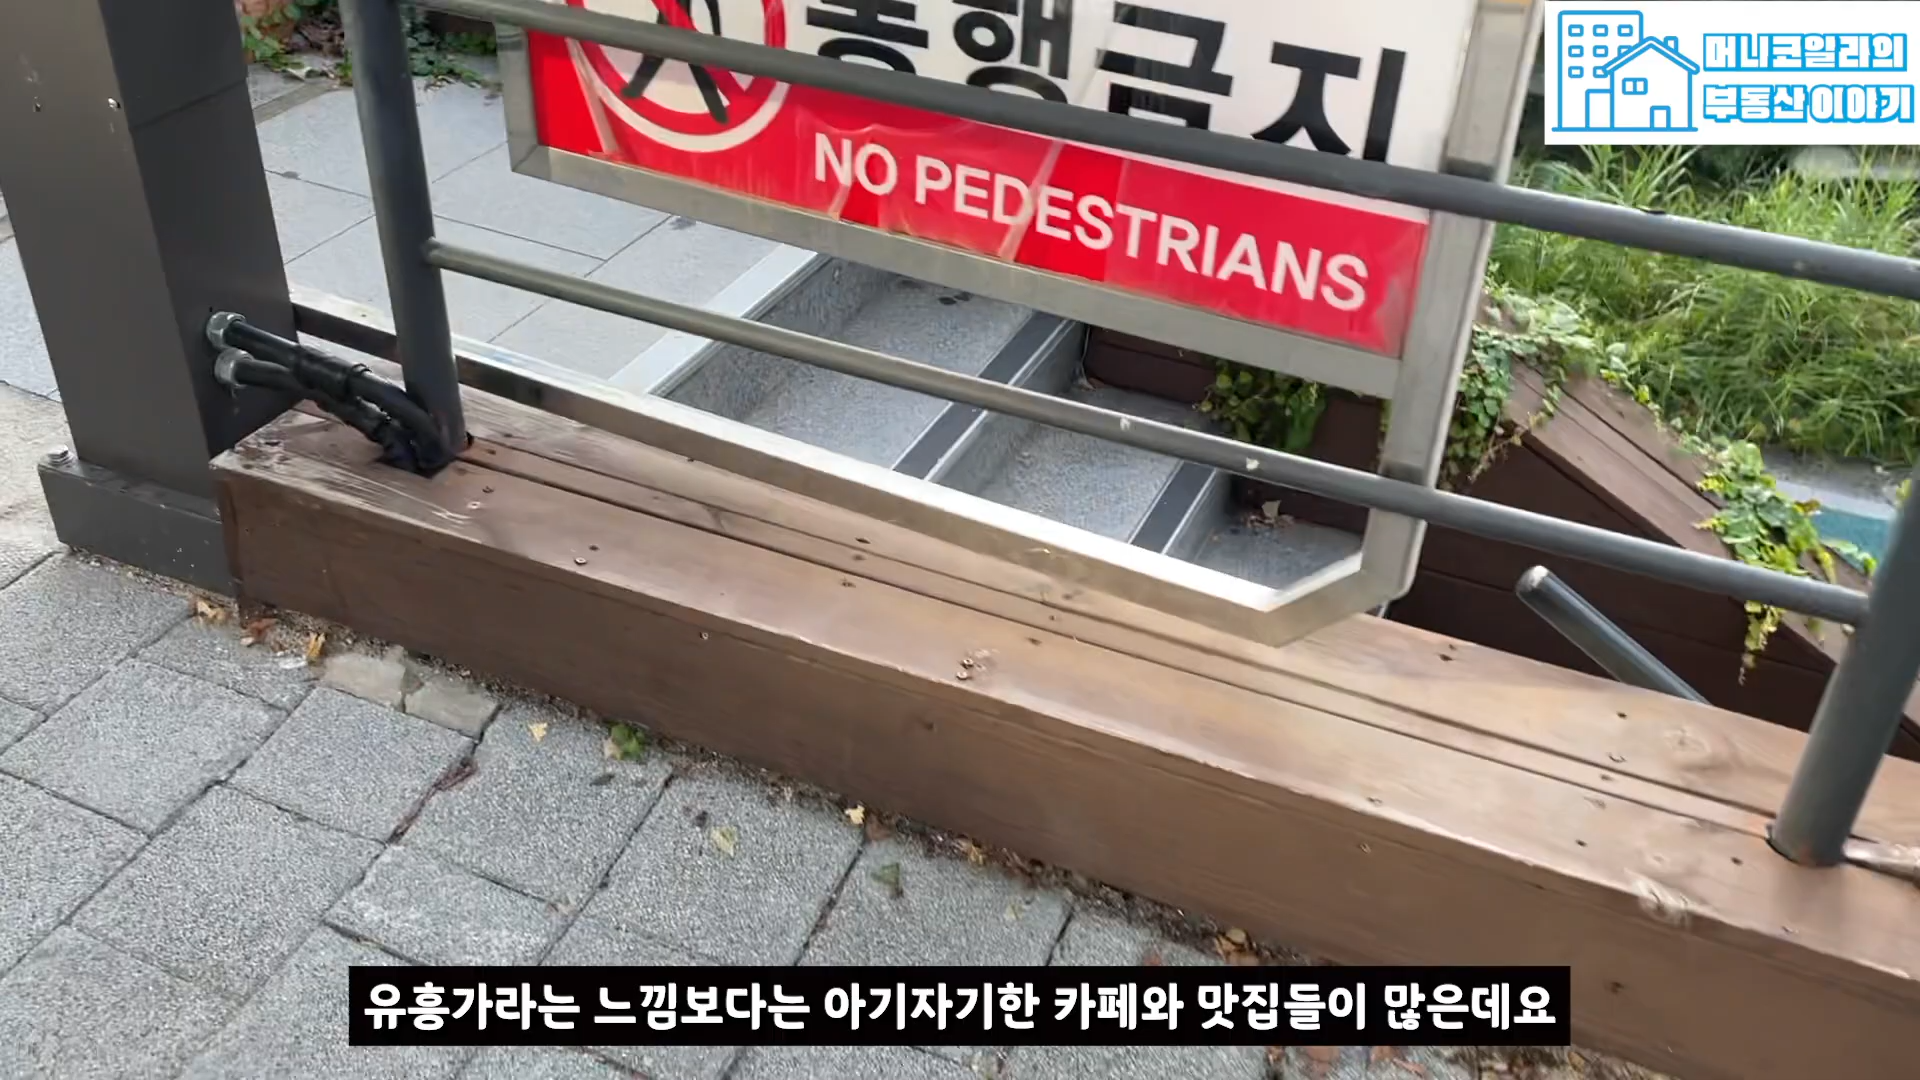 통행금지
NO PEDESTRIANS
머니코일라의
부동산 이야기
유흥가라는 느낌보다는 아기자기한 카페와 맛집들이 많은데요